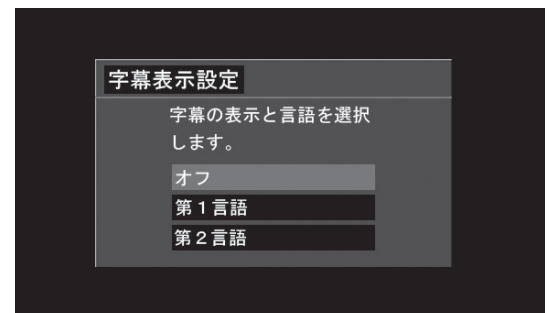 字幕表示設定
字幕の表示と言語を選択
します。
オフ
第1言語
第2言語